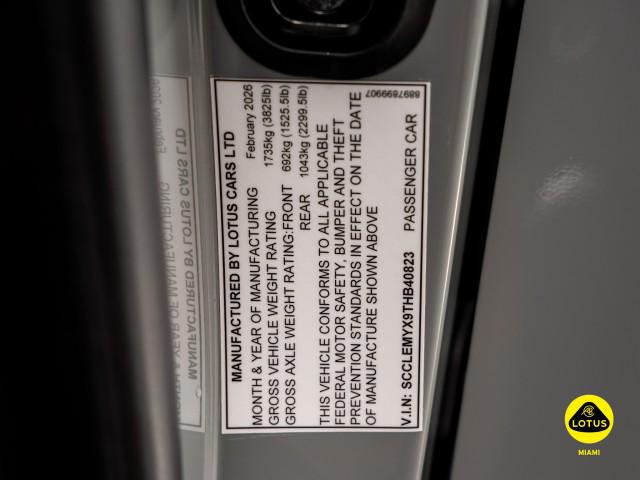 MANUFACTURED BY LOTUS CARS LTD
MONTH & YEAR OF MANUFACTURING February 2026
GROSS VEHICLE WEIGHT RATING 1735kg (3825lb)
GROSS AXLE WEIGHT RATING:FRONT 692kg (1525.5lb)
REAR 1043kg (2299.5lb)
THIS VEHICLE CONFORMS TO ALL APPLICABLE
FEDERAL MOTOR SAFETY, BUMPER AND THEFT
PREVENTION STANDARDS IN EFFECT ON THE DATE
OF MANUFACTURE SHOWN ABOVE
V.I.N: SCCLEMYX9THB40823 PASSENGER CAR
8897899907
LOTUS
MIAMI